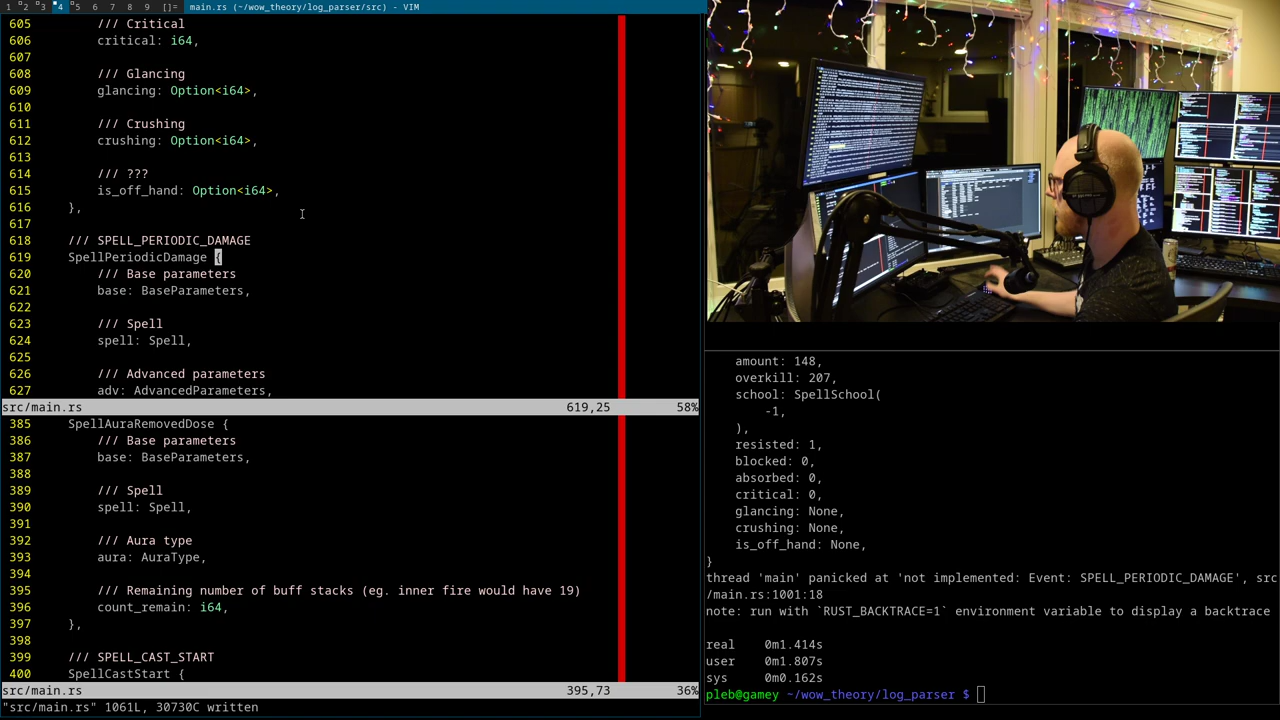 1 2 3 4 5 6 7 8 9 []= main.rs (~/wow_theory/log_parser/src) - VIM
605 /// Critical
606 critical: i64,
607
608 /// Glancing
609 glancing: Option<i64>,
610
611 /// Crushing
612 crushing: Option<i64>,
613
614 /// ???
615 is_off_hand: Option<i64>,
616 },
617
618 /// SPELL_PERIODIC_DAMAGE
619 SpellPeriodicDamage {
620 /// Base parameters
621 base: BaseParameters,
622
623 /// Spell
624 spell: Spell,
625
626 /// Advanced parameters
627 adv: AdvancedParameters,
src/main.rs 619,25 58%
385 SpellAuraRemovedDose {
386 /// Base parameters
387 base: BaseParameters,
388
389 /// Spell
390 spell: Spell,
391
392 /// Aura type
393 aura: AuraType,
394
395 /// Remaining number of buff stacks (eg. inner fire would have 19)
396 count_remain: i64,
397 },
398
399 /// SPELL_CAST_START
400 SpellCastStart {
src/main.rs 395,73 36%
"src/main.rs" 1061L, 30730C written
amount: 148,
overkill: 207,
school: SpellSchool(
-1,
),
resisted: 1,
blocked: 0,
absorbed: 0,
critical: 0,
glancing: None,
crushing: None,
is_off_hand: None,
}
thread 'main' panicked at 'not implemented: Event: SPELL_PERIODIC_DAMAGE', src
/main.rs:1001:18
note: run with `RUST_BACKTRACE=1` environment variable to display a backtrace
real 0m1.414s
user 0m1.807s
sys 0m0.162s
pleb@gamey ~/wow_theory/log_parser $